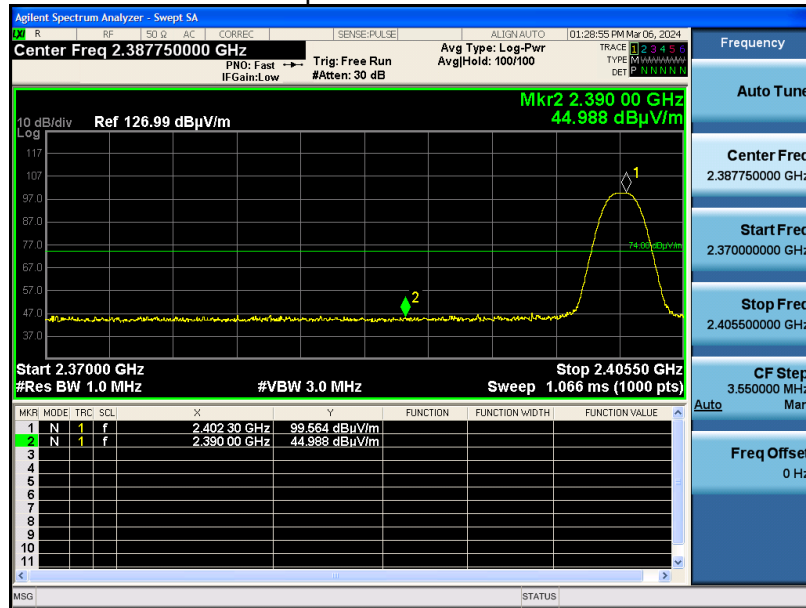 Agilent Spectrum Analyzer - Swept SA
LXI R RF 50 Ω AC CORREC SENSE:PULSE ALIGN AUTO 01:28:55 PM Mar 06, 2024
Center Freq 2.387750000 GHz
PNO: Fast
IFGain:Low
Trig: Free Run
#Atten: 30 dB
Avg Type: Log-Pwr
Avg|Hold: 100/100
TRACE 1 2 3 4 5 6
TYPE M WWWWW
DET P N N N N N
Mkr2 2.390 00 GHz
44.988 dBµV/m
10 dB/div Ref 126.99 dBµV/m
Log
117
107
97.0
87.0
77.0
67.0
57.0
47.0
37.0
1
74.00 dBµV/m
2
Start 2.37000 GHz Stop 2.40550 GHz
#Res BW 1.0 MHz #VBW 3.0 MHz Sweep 1.066 ms (1000 pts)
MKR MODE TRC SCL X Y FUNCTION FUNCTION WIDTH FUNCTION VALUE
1 N 1 f 2.402 30 GHz 99.564 dBµV/m
2 N 1 f 2.390 00 GHz 44.988 dBµV/m
3
4
5
6
7
8
9
10
11
MSG STATUS
Frequency
Auto Tune
Center Freq
2.387750000 GHz
Start Freq
2.370000000 GHz
Stop Freq
2.405500000 GHz
CF Step
3.550000 MHz
Auto Man
Freq Offset
0 Hz